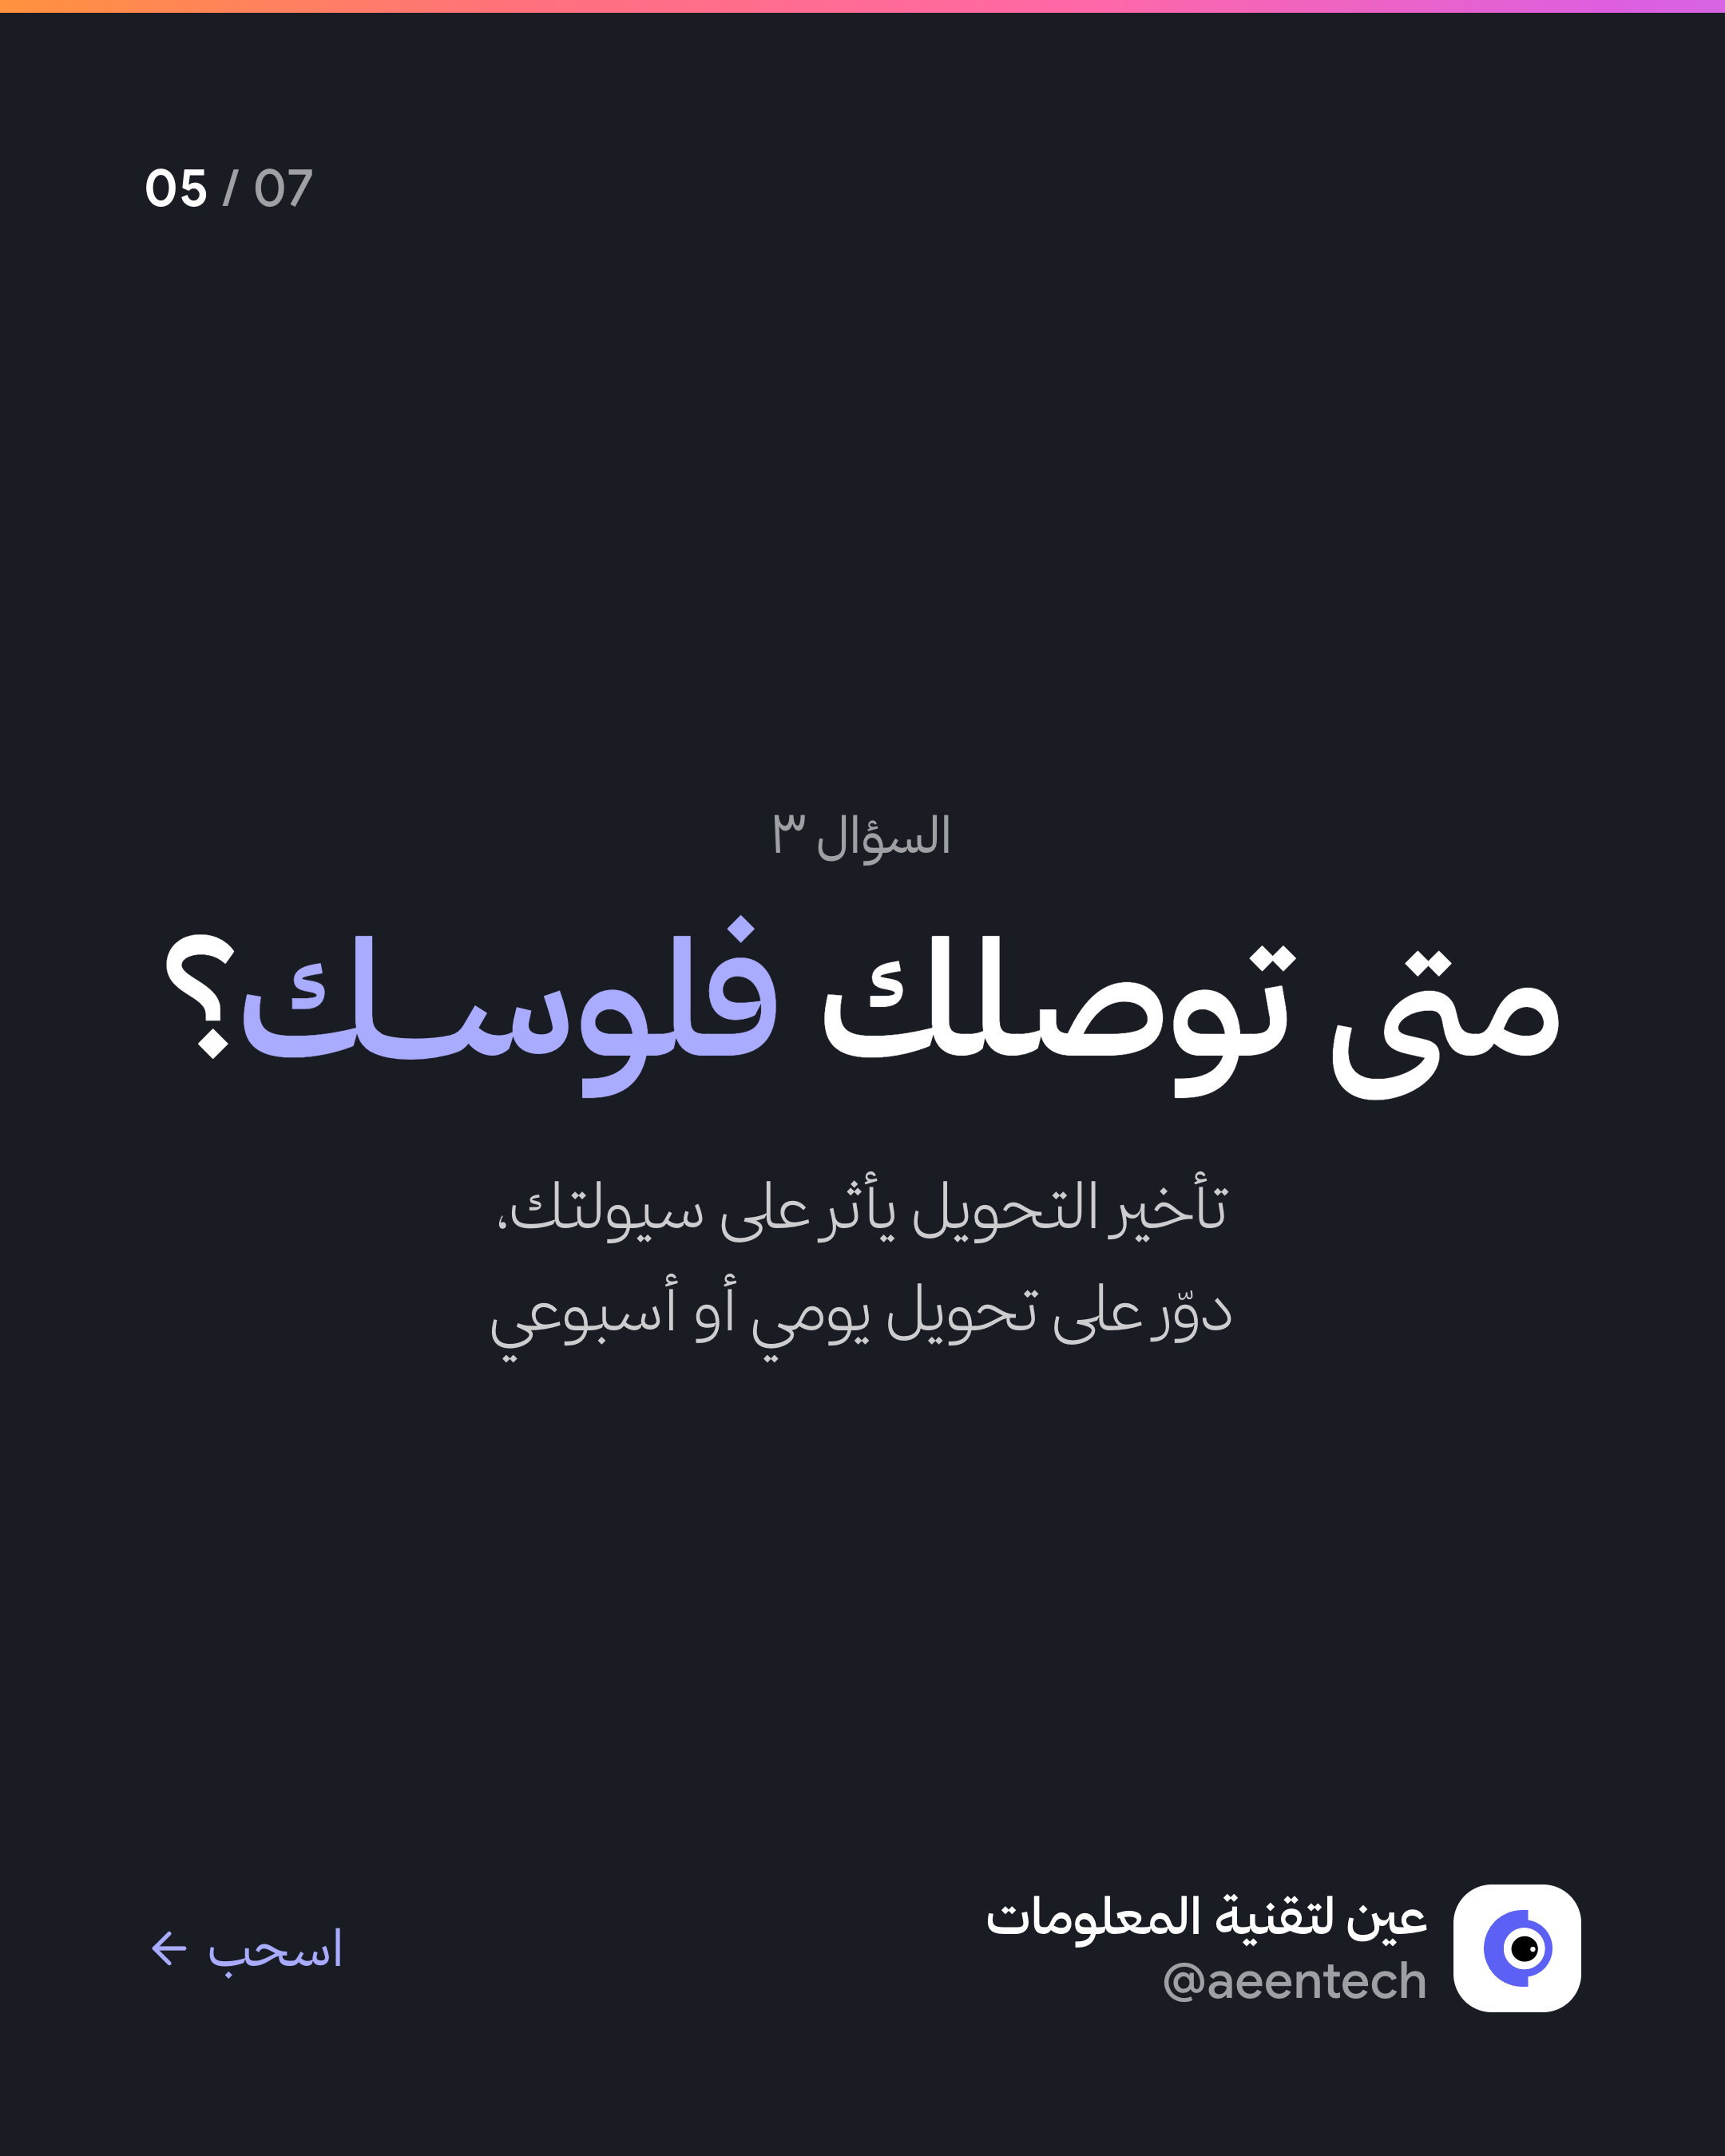 05 / 07
السؤال ٣
متى توصلك فلوسك؟
تأخير التحويل يأثر على سيولتك،
دوّر على تحويل يومي أو أسبوعي
عين لتقنية المعلومات
@aeentech
اسحب ←